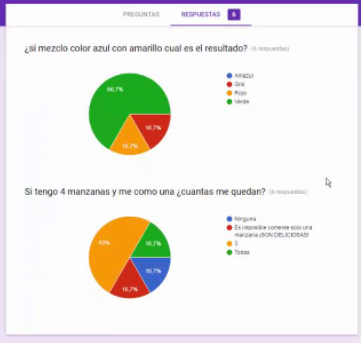 PREGUNTAS
RESPUESTAS 6
¿si mezclo color azul con amarillo cual es el resultado? (6 respuestas)
Amazul
Gris
Rojo
Verde
66,7%
16,7%
16,7%
Si tengo 4 manzanas y me como una ¿cuantas me quedan? (6 respuestas)
Ninguna
Es imposible comerse solo una
manzana ¡SON DELICIOSAS!
3
Todas
50%
16,7%
16,7%
16,7%